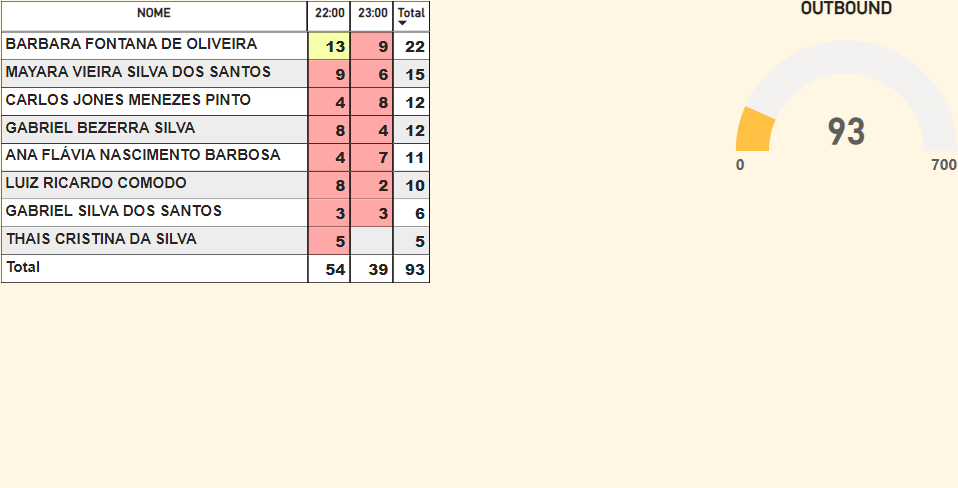 NOME 22:00 23:00 Total
BARBARA FONTANA DE OLIVEIRA 13 9 22
MAYARA VIEIRA SILVA DOS SANTOS 9 6 15
CARLOS JONES MENEZES PINTO 4 8 12
GABRIEL BEZERRA SILVA 8 4 12
ANA FLÁVIA NASCIMENTO BARBOSA 4 7 11
LUIZ RICARDO COMODO 8 2 10
GABRIEL SILVA DOS SANTOS 3 3 6
THAIS CRISTINA DA SILVA 5 5
Total 54 39 93
OUTBOUND
93
0 700